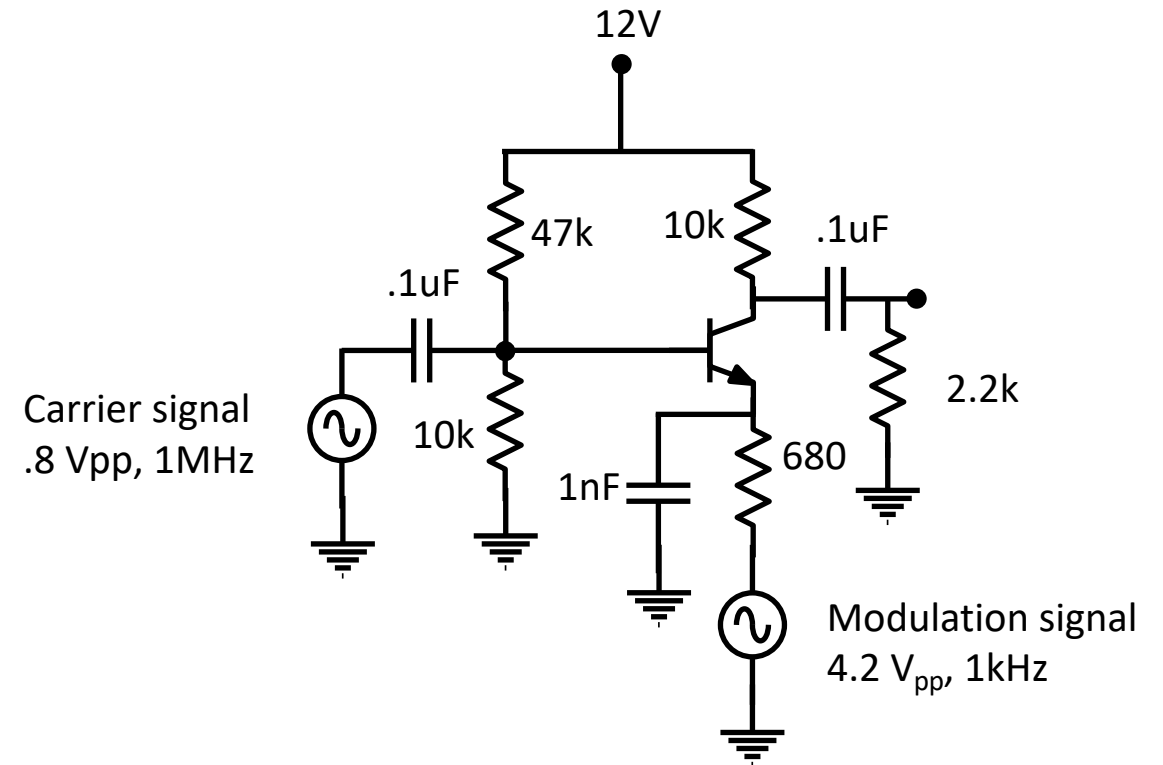 12V
47k
10k
.1uF
.1uF
Carrier signal
.8 Vpp, 1MHz
10k
2.2k
680
1nF
Modulation signal
4.2 Vpp, 1kHz